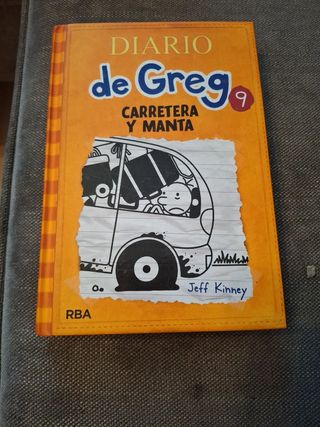 DIARIO
de Greg
9
CARRETERA
Y MANTA
Jeff Kinney
RBA